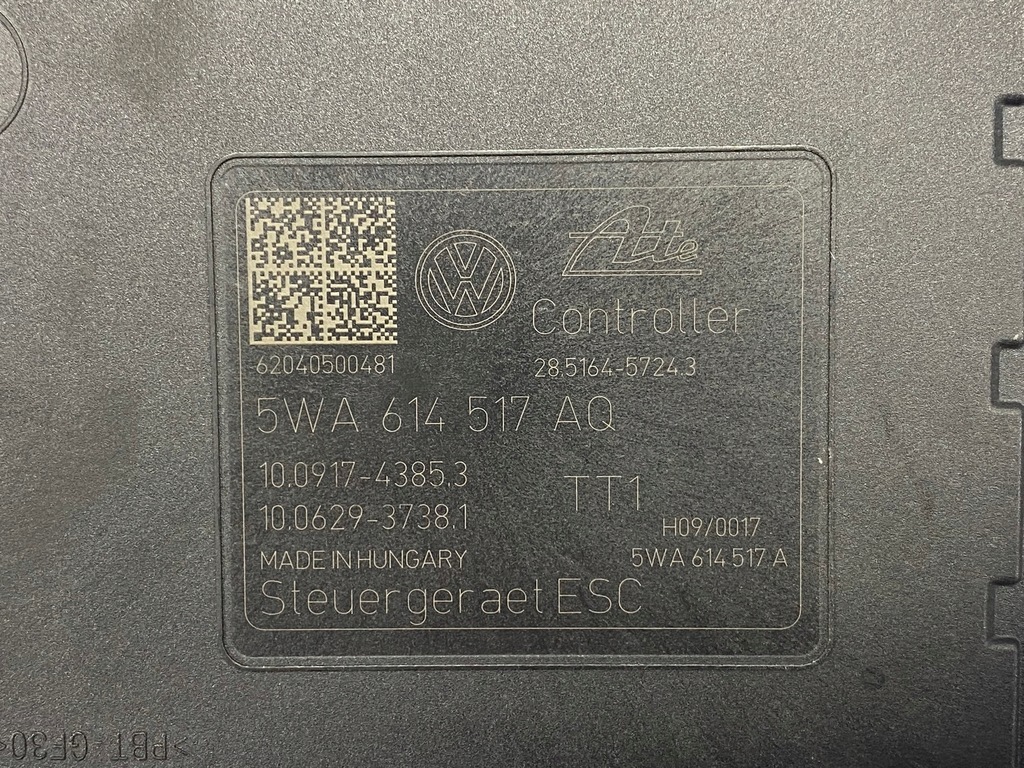 Ate
Controller
62040500481
28.5164-5724.3
5WA 614 517 AQ
10.0917-4385.3
TT1
10.0629-3738.1
H09/0017
MADE IN HUNGARY
5WA 614.517 A
Steuergeraet ESC
>PBT-GF30<